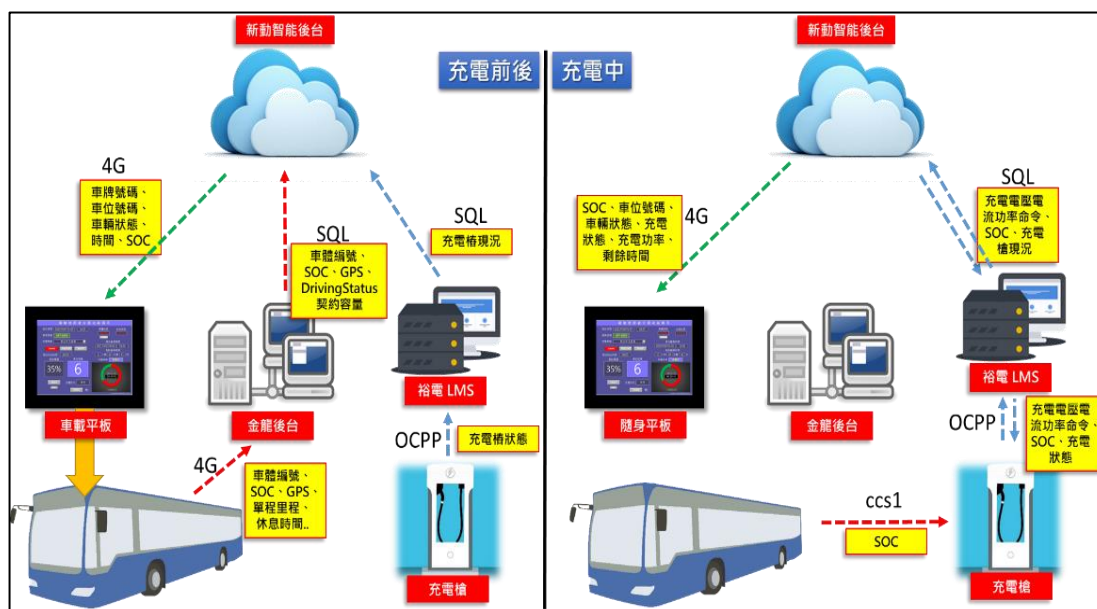 新動智能後台
充電前後
4G
車牌號碼、
車位號碼、
車輛狀態、
時間、SOC
SQL
車體編號、
SOC、GPS、
DrivingStatus
契約容量
SQL
充電樁現況
35%
6
車載平板
金龍後台
裕電 LMS
4G
車體編號、
SOC、GPS、
單程里程、
休息時間..
OCPP
充電樁狀態
充電槍
新動智能後台
充電中
SOC、車位號碼、
車輛狀態、充電
狀態、充電功率、
剩餘時間
4G
SQL
充電電壓電
流功率命令、
SOC、充電
槍現況
35%
6
隨身平板
金龍後台
裕電 LMS
OCPP
充電電壓電
流功率命令、
SOC、充電
狀態
ccs1
SOC
充電槍